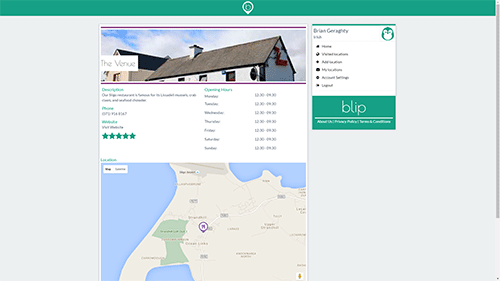 The Venue
Description
Our Sligo restaurant is famous for its Lissadell mussels, crab
claws, and seafood chowder.
Phone
(071) 916 8167
Website
Visit Website
Opening Hours
Monday: 12:30 - 09:30
Tuesday: 12:30 - 09:30
Wednesday: 12:30 - 09:30
Thursday: 12:30 - 09:30
Friday: 12:30 - 09:30
Saturday: 12:30 - 09:30
Sunday: 12:30 - 09:30
Location
Map Satellite
Strandhill
Brian Geraghty
Irish
Home
Visited locations
Add location
My locations
Account Settings
Logout
blip
About Us | Privacy Policy | Terms & Conditions